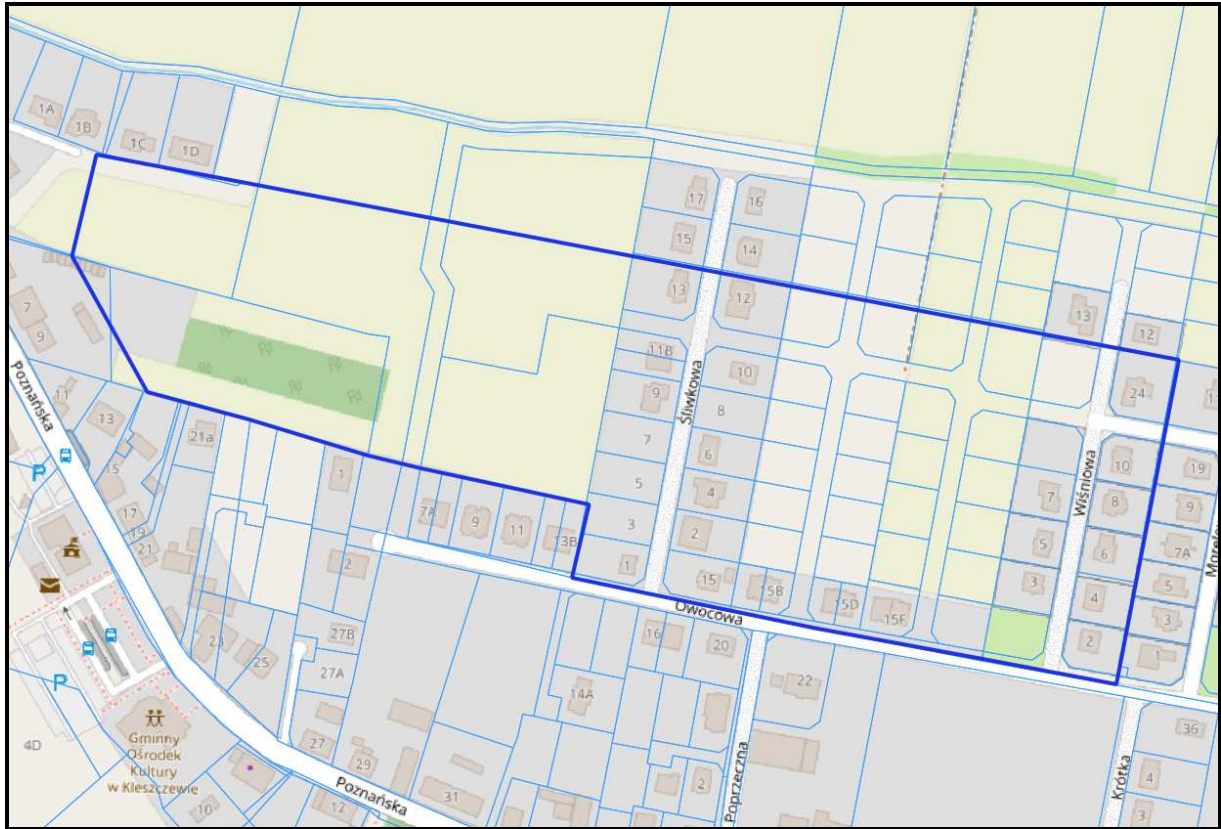 1A
1B
1C
1D
17
16
15
14
13
12
13
12
11B
10
24
9
8
7
6
5
4
3
2
1
10
19
7
8
9
5
6
7A
3
4
5
3
2
1
7
9
Poznańska
11
13
15
17
19
21
21a
1
7A
9
11
13B
2
Śliwkowa
Wiśniowa
15
15B
15D
15F
Owocowa
P
23
25
27B
27A
16
20
14A
22
36
4
3
P
4D
Gminny
Ośrodek
Kultury
w Kleszczewie
27
29
31
2
10
12
Poznańska
Poprzeczna
Krótka